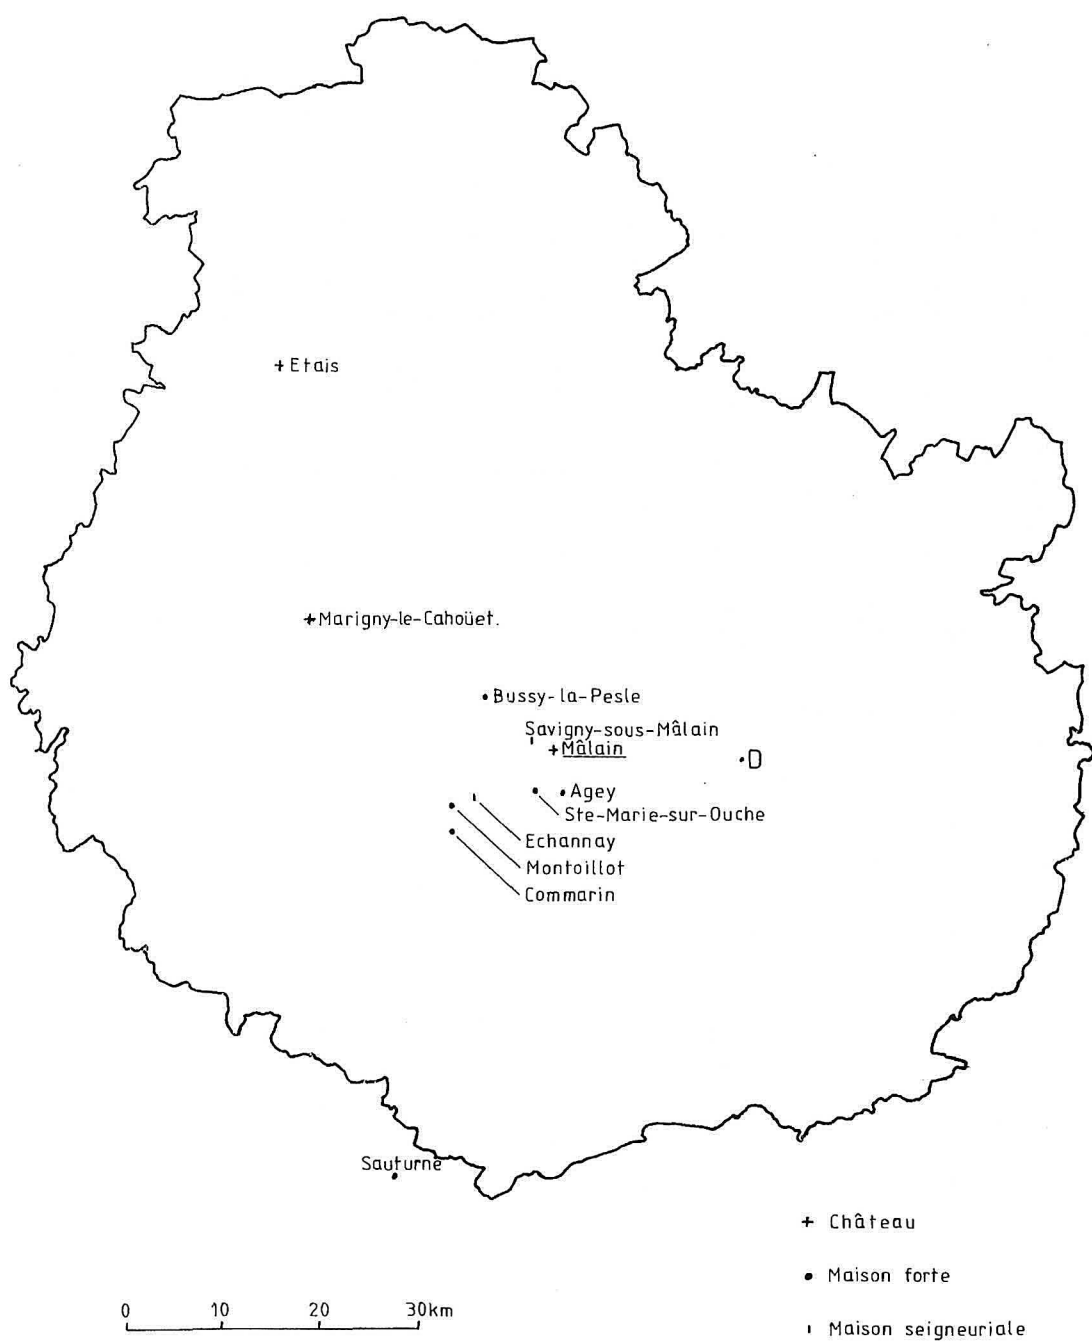 Etais
Marigny-le-Cahoüet.
Bussy-la-Pesle
Savigny-sous-Mâlain
Mâlain
D
Agey
Ste-Marie-sur-Ouche
Echannay
Montoillot
Commarin
Sauturne
Château
Maison forte
Maison seigneuriale
0 10 20 30km